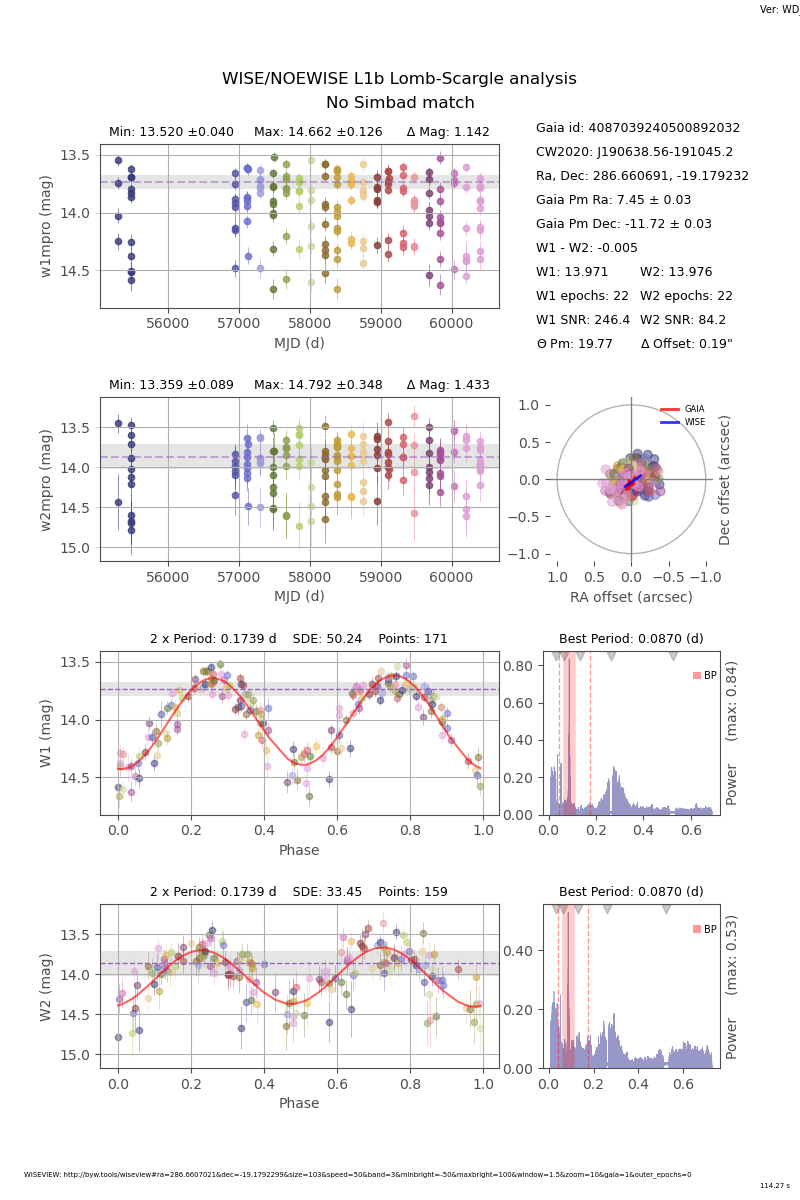 Ver: WD_
WISE/NOEWISE L1b Lomb-Scargle analysis
No Simbad match
Min: 13.520 ±0.040 Max: 14.662 ±0.126 Δ Mag: 1.142
13.5
14.0
14.5
w1mpro (mag)
56000 57000 58000 59000 60000
MJD (d)
Gaia id: 4087039240500892032
CW2020: J190638.56-191045.2
Ra, Dec: 286.660691, -19.179232
Gaia Pm Ra: 7.45 ± 0.03
Gaia Pm Dec: -11.72 ± 0.03
W1 - W2: -0.005
W1: 13.971 W2: 13.976
W1 epochs: 22 W2 epochs: 22
W1 SNR: 246.4 W2 SNR: 84.2
Θ Pm: 19.77 Δ Offset: 0.19"
Min: 13.359 ±0.089 Max: 14.792 ±0.348 Δ Mag: 1.433
13.5
14.0
14.5
15.0
w2mpro (mag)
56000 57000 58000 59000 60000
MJD (d)
GAIA
WISE
1.0
0.5
0.0
−0.5
−1.0
Dec offset (arcsec)
1.0 0.5 0.0 −0.5 −1.0
RA offset (arcsec)
2 x Period: 0.1739 d SDE: 50.24 Points: 171
13.5
14.0
14.5
W1 (mag)
0.0 0.2 0.4 0.6 0.8 1.0
Phase
Best Period: 0.0870 (d)
BP
0.80
0.60
0.40
0.20
0.00
Power (max: 0.84)
0.0 0.2 0.4 0.6
2 x Period: 0.1739 d SDE: 33.45 Points: 159
13.5
14.0
14.5
15.0
W2 (mag)
0.0 0.2 0.4 0.6 0.8 1.0
Phase
Best Period: 0.0870 (d)
BP
0.40
0.20
0.00
Power (max: 0.53)
0.0 0.2 0.4 0.6
WISEVIEW: http://byw.tools/wiseview#ra=286.6607021&dec=-19.1792299&size=103&speed=50&band=3&minbright=-50&maxbright=100&window=1.5&zoom=10&gaia=1&outer_epochs=0
114.27 s